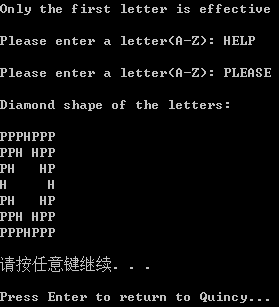 Only the first letter is effective
Please enter a letter(A-Z): HELP
Please enter a letter(A-Z): PLEASE
Diamond shape of the letters:
PPPHPPP
PPH HPP
PH   HP
H     H
PH   HP
PPH HPP
PPPHPPP
请按任意键继续. . .
Press Enter to return to Quincy...